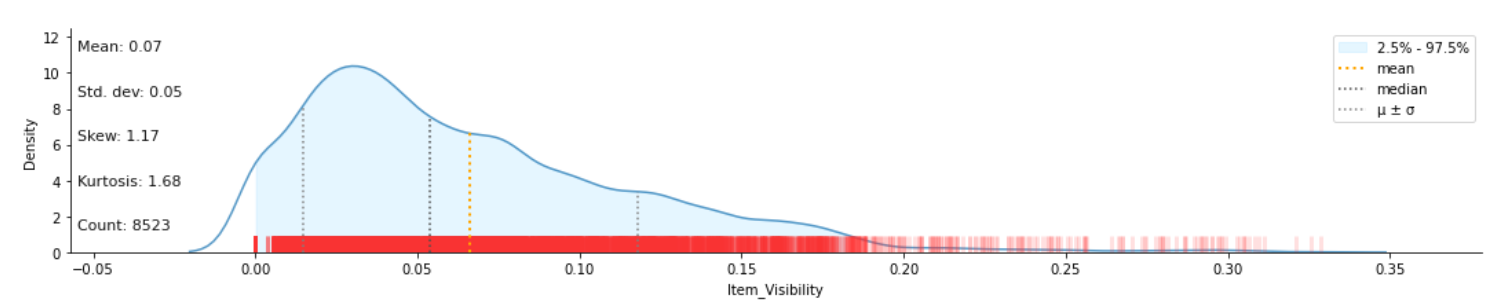 12
10
8
6
4
2
0
Density
Mean: 0.07
Std. dev: 0.05
Skew: 1.17
Kurtosis: 1.68
Count: 8523
2.5% - 97.5%
mean
median
μ ± σ
−0.05 0.00 0.05 0.10 0.15 0.20 0.25 0.30 0.35
Item_Visibility